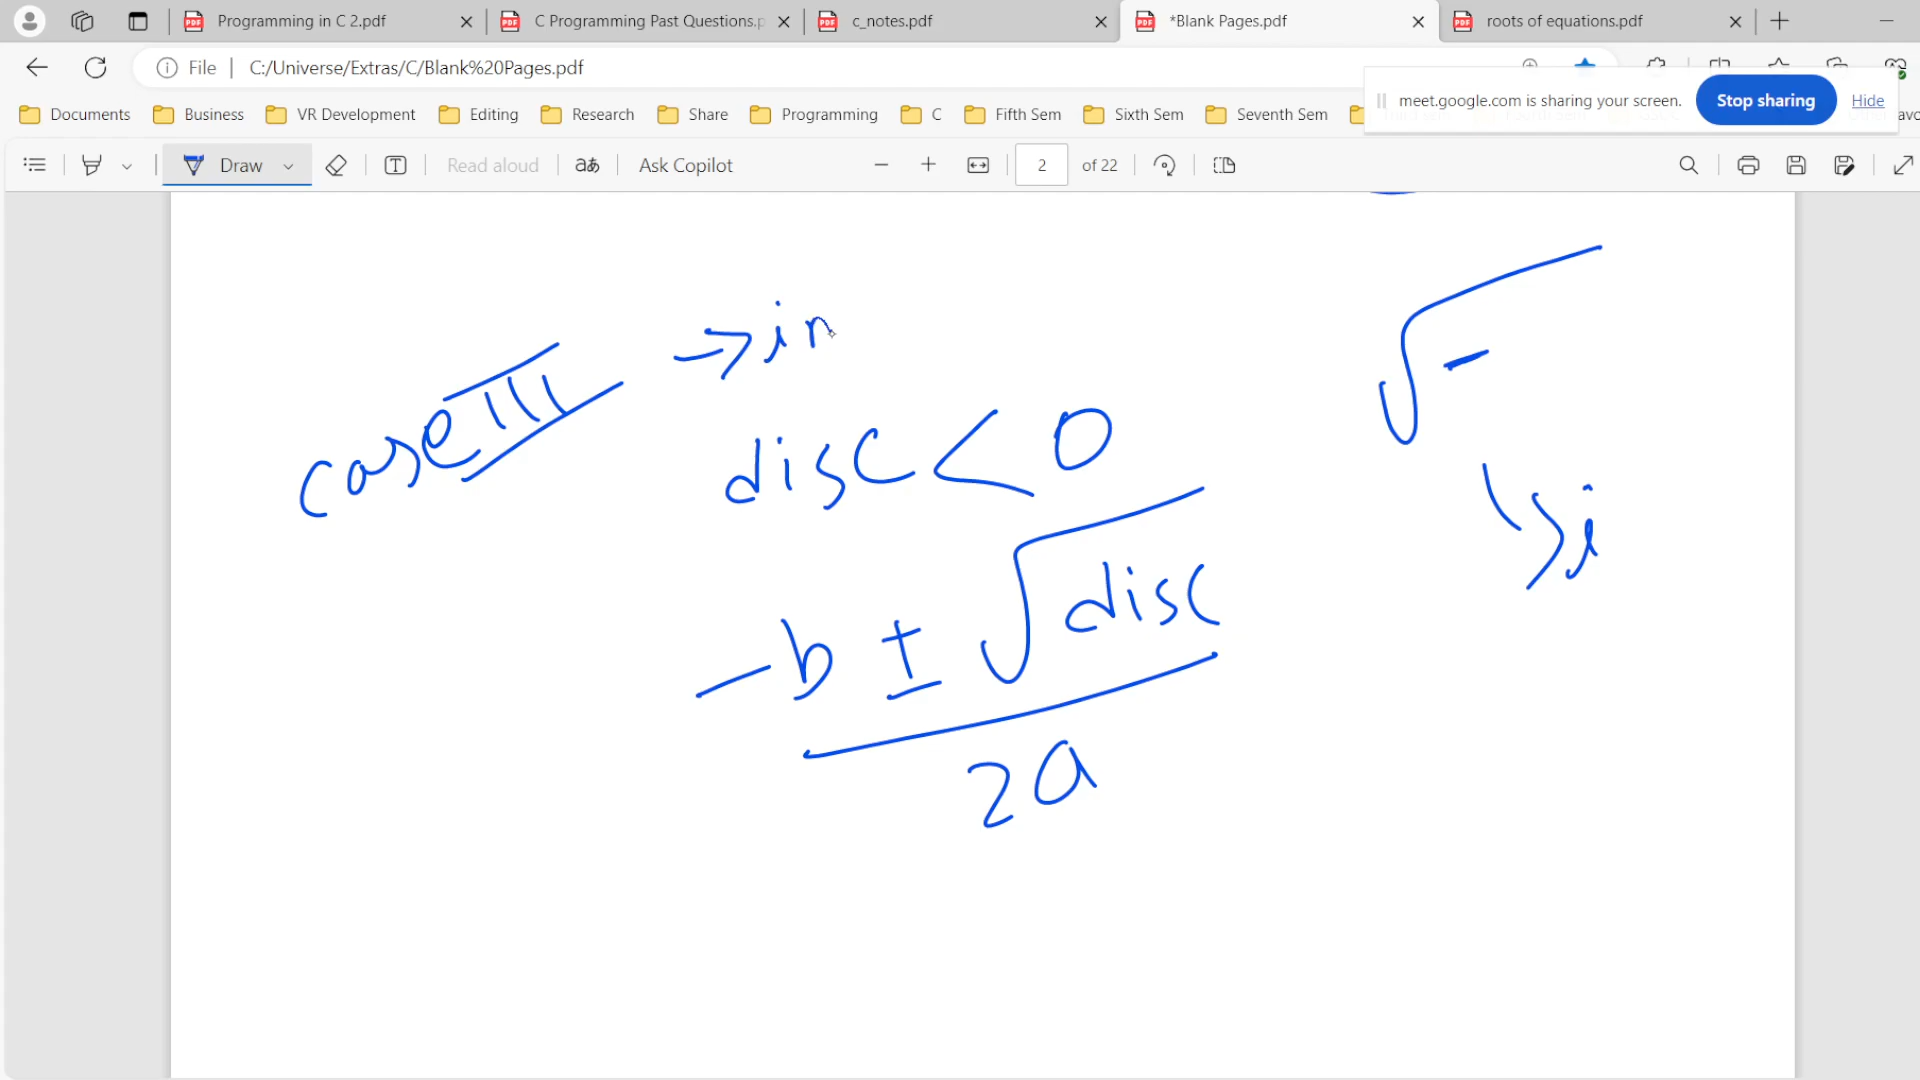 Programming in C 2.pdf
C Programming Past Questions.p
c_notes.pdf
*Blank Pages.pdf
roots of equations.pdf
File
C:/Universe/Extras/C/Blank%20Pages.pdf
meet.google.com is sharing your screen.
Stop sharing
Hide
Documents
Business
VR Development
Editing
Research
Share
Programming
C
Fifth Sem
Sixth Sem
Seventh Sem
Draw
Read aloud
aあ
Ask Copilot
2
of 22
case III
→ in
disc < 0
√-
↳ i
-b ± √disc
2a